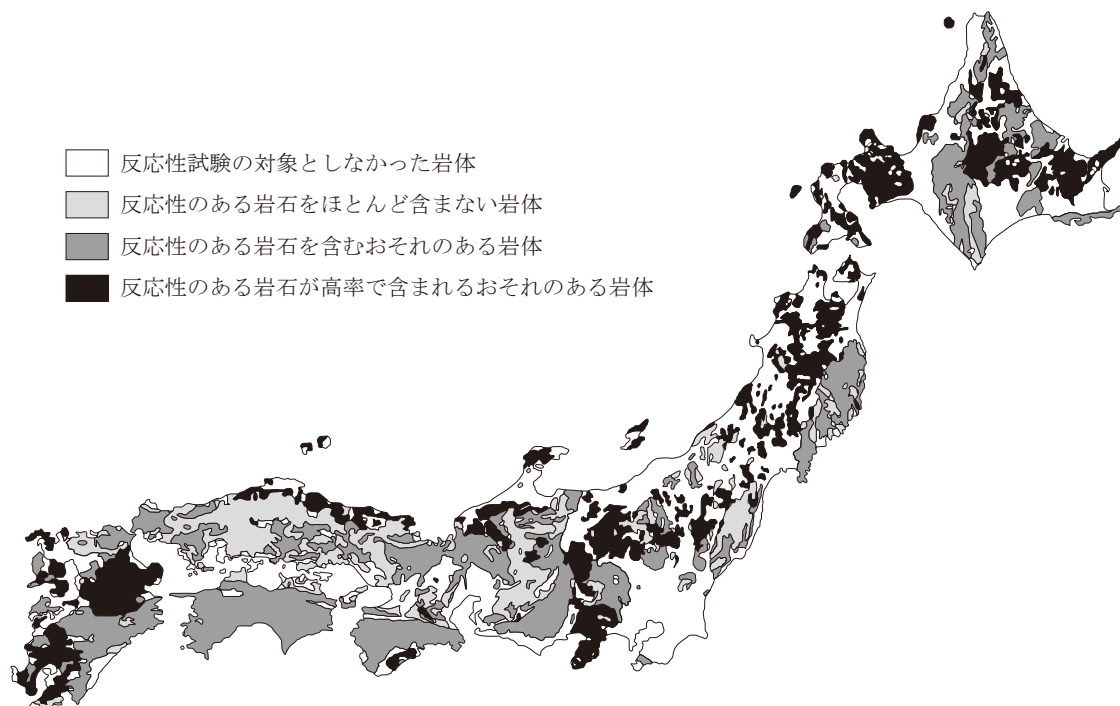 反応性試験の対象としなかった岩体
反応性のある岩石をほとんど含まない岩体
反応性のある岩石を含むおそれのある岩体
反応性のある岩石が高率で含まれるおそれのある岩体